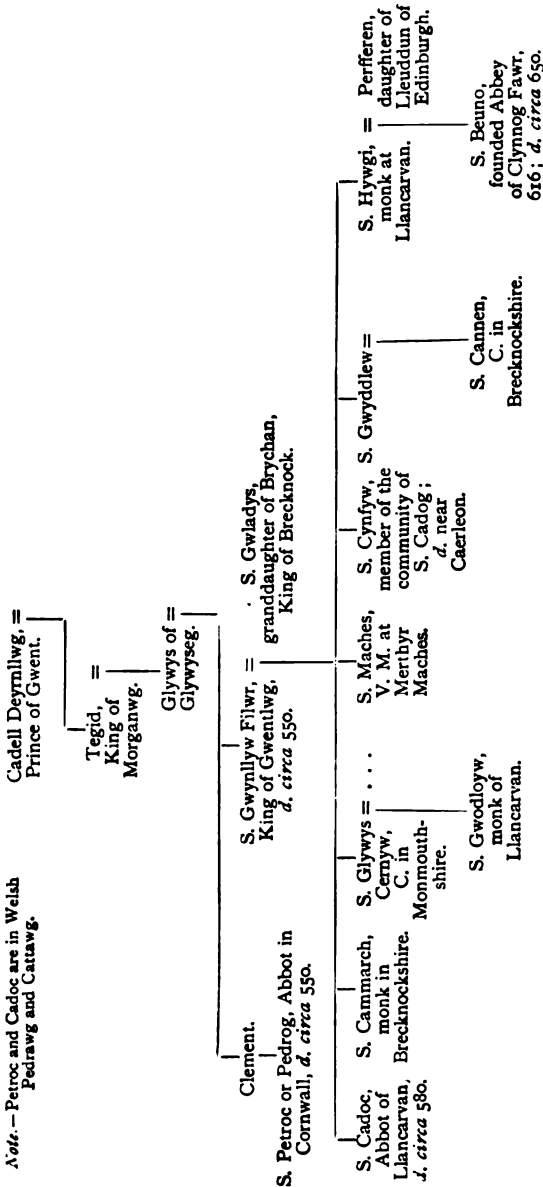 Note.—Petroc and Cadoc are in Welsh
Pedrawg and Cattawg.
Cadell Deyrnllwg, =
Prince of Gwent.
Tegid, =
King of
Morganwg.
Glywys of =
Glywyseg.
Clement.
S. Petroc or Pedrog, Abbot in
Cornwall, d. circa 550.
S. Gwynllyw Filwr, =
King of Gwentlwg,
d. circa 550.
S. Gwladys,
granddaughter of Brychan,
King of Brecknock.
S. Cadoc,
Abbot of
Llancarvan,
d. circa 580.
S. Cammarch,
monk in
Brecknockshire.
S. Glywys = . . .
Cernyw,
C. in
Monmouth-
shire.
S. Gwodloyw,
monk of
Llancarvan.
S. Maches,
V. M. at
Merthyr
Maches.
S. Cynfyw,
member of the
community of
S. Cadog;
d. near
Caerleon.
S. Gwyddlew =
S. Cannen,
C. in
Brecknockshire.
S. Hywgi, =
monk at
Llancarvan.
Perfferen,
daughter of
Lleuddun of
Edinburgh.
S. Beuno,
founded Abbey
of Clynnog Fawr,
616; d. circa 650.